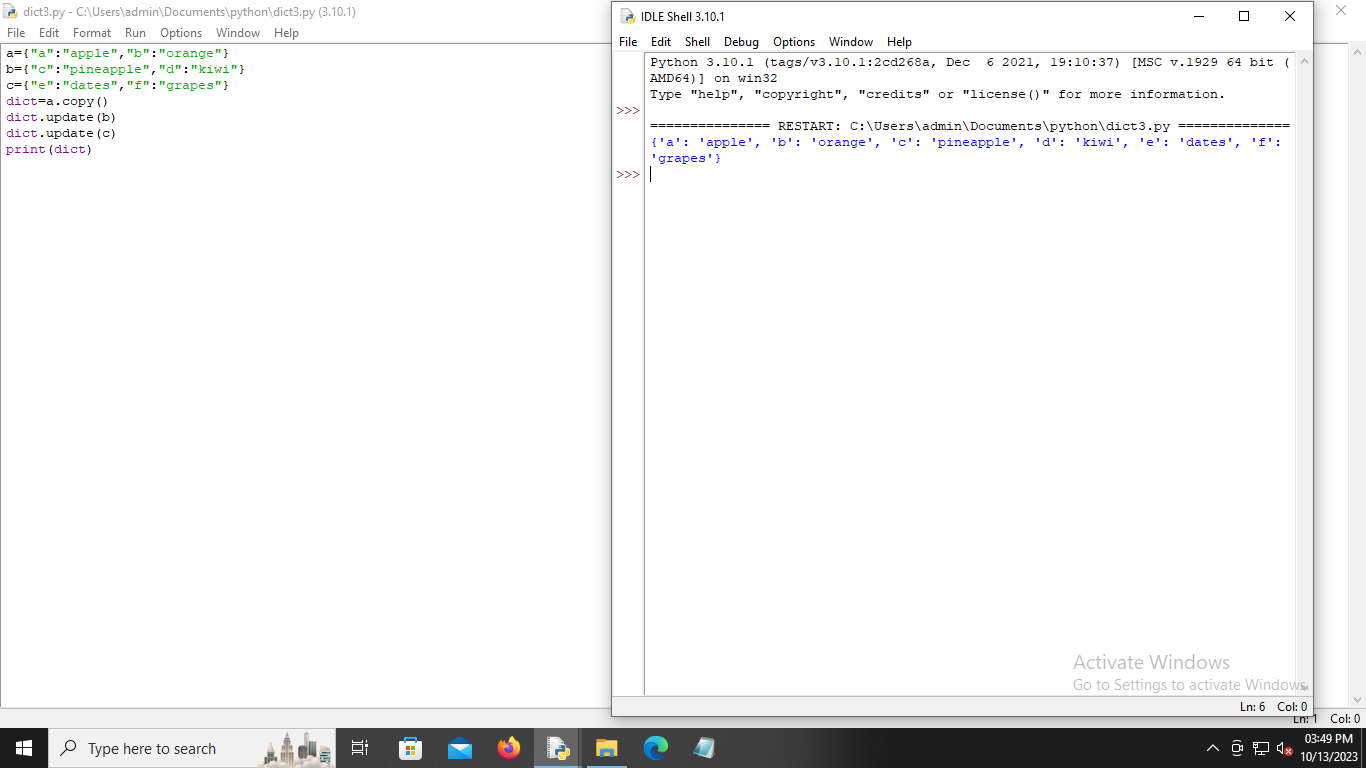 dict3.py - C:\Users\admin\Documents\python\dict3.py (3.10.1)
File Edit Format Run Options Window Help
a={"a":"apple","b":"orange"}
b={"c":"pineapple","d":"kiwi"}
c={"e":"dates","f":"grapes"}
dict=a.copy()
dict.update(b)
dict.update(c)
print(dict)
IDLE Shell 3.10.1
File Edit Shell Debug Options Window Help
Python 3.10.1 (tags/v3.10.1:2cd268a, Dec  6 2021, 19:10:37) [MSC v.1929 64 bit (
AMD64)] on win32
Type "help", "copyright", "credits" or "license()" for more information.
>>>
=============== RESTART: C:\Users\admin\Documents\python\dict3.py ==============
{'a': 'apple', 'b': 'orange', 'c': 'pineapple', 'd': 'kiwi', 'e': 'dates', 'f':
'grapes'}
>>>
Activate Windows
Go to Settings to activate Windows.
Ln: 6 Col: 0
Ln: 1 Col: 0
Type here to search
03:49 PM
10/13/2023